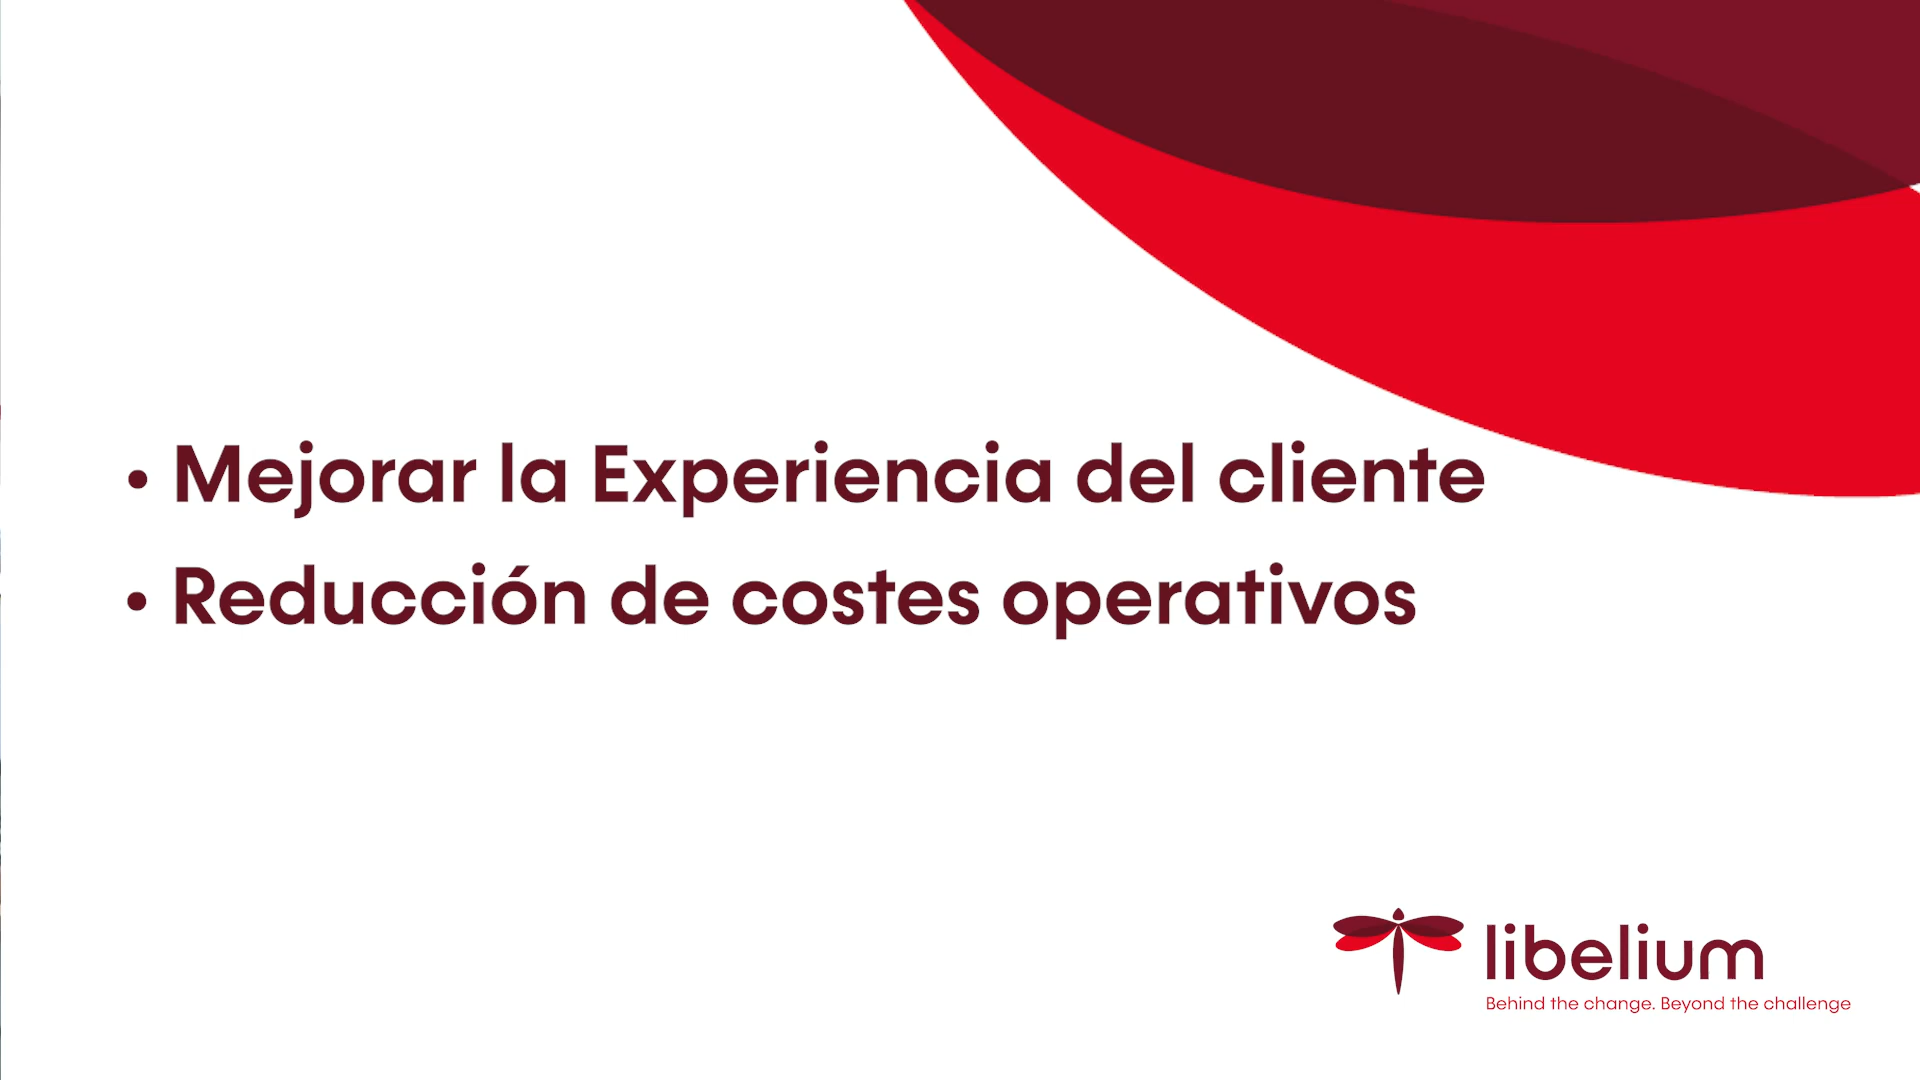 • Mejorar la Experiencia del cliente
• Reducción de costes operativos
libelium
Behind the change. Beyond the challenge